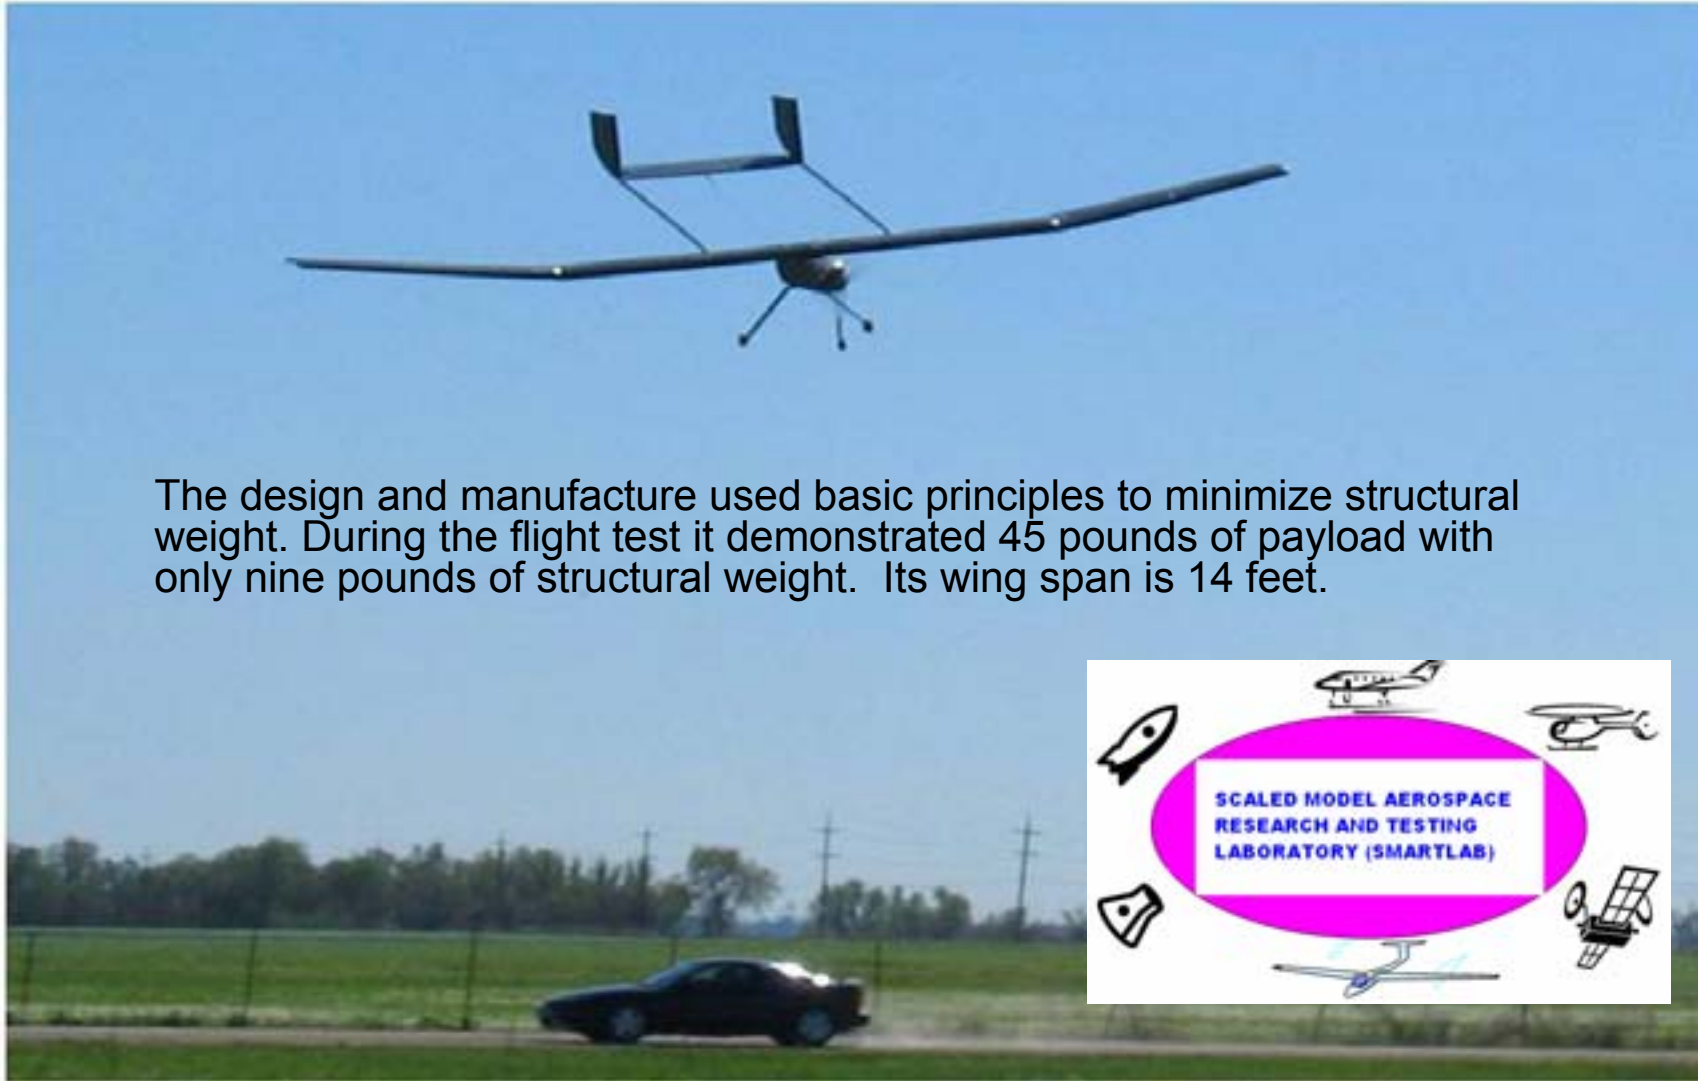 The design and manufacture used basic principles to minimize structural
weight. During the flight test it demonstrated 45 pounds of payload with
only nine pounds of structural weight.  Its wing span is 14 feet.
SCALED MODEL AEROSPACE
RESEARCH AND TESTING
LABORATORY (SMARTLAB)